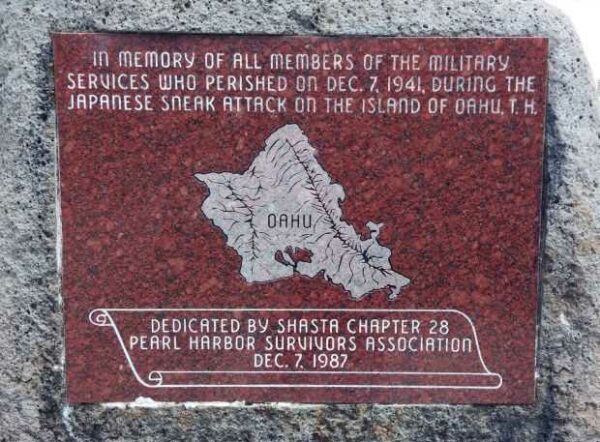 IN MEMORY OF ALL MEMBERS OF THE MILITARY
SERVICES WHO PERISHED ON DEC. 7, 1941, DURING THE
JAPANESE SNEAK ATTACK ON THE ISLAND OF OAHU, T. H.
OAHU
DEDICATED BY SHASTA CHAPTER 28
PEARL HARBOR SURVIVORS ASSOCIATION
DEC. 7, 1987